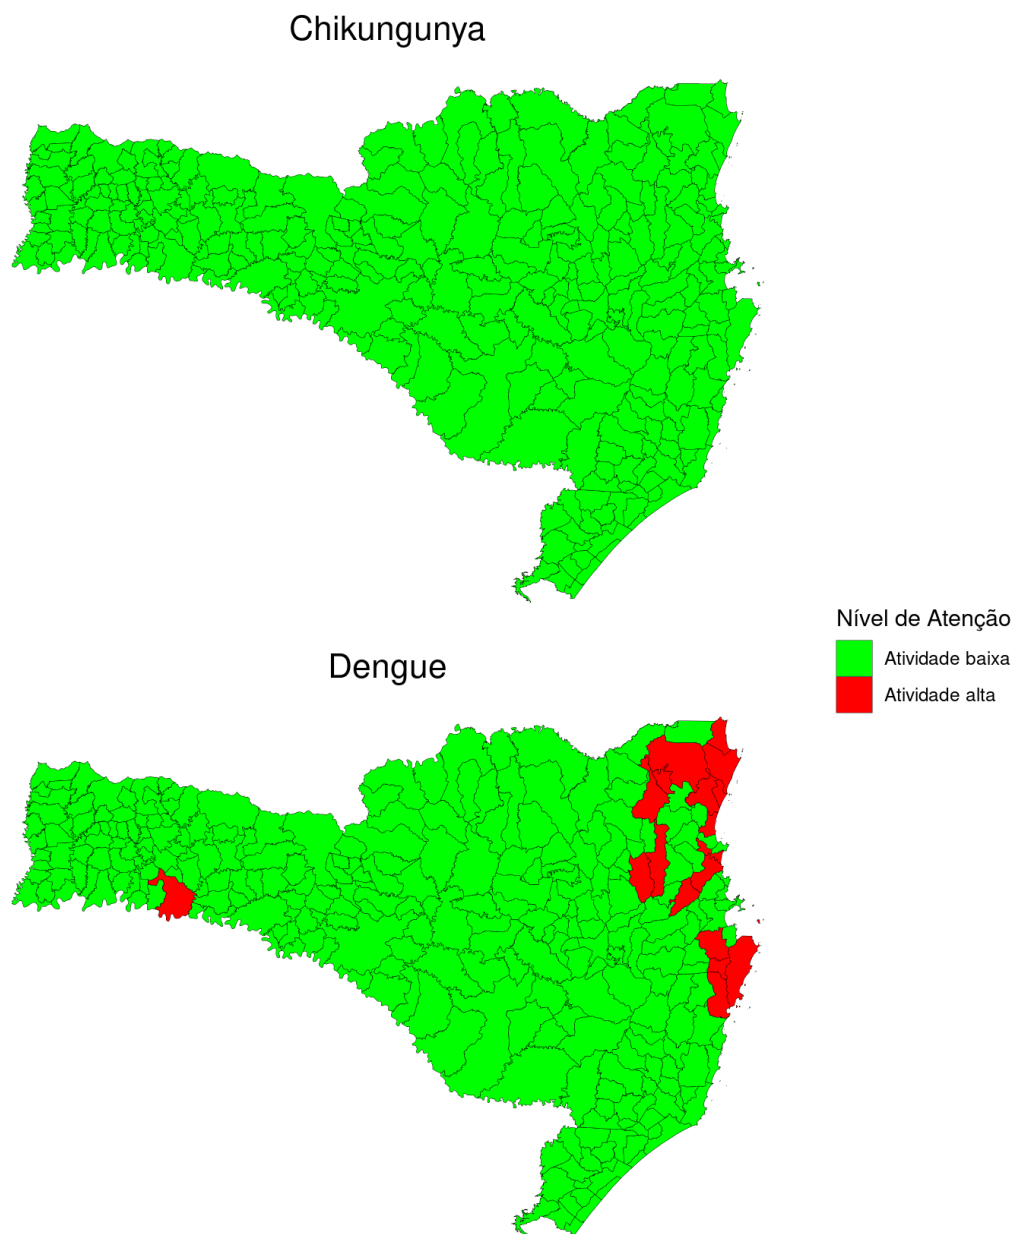 Chikungunya
Nível de Atenção
Atividade baixa
Atividade alta
Dengue